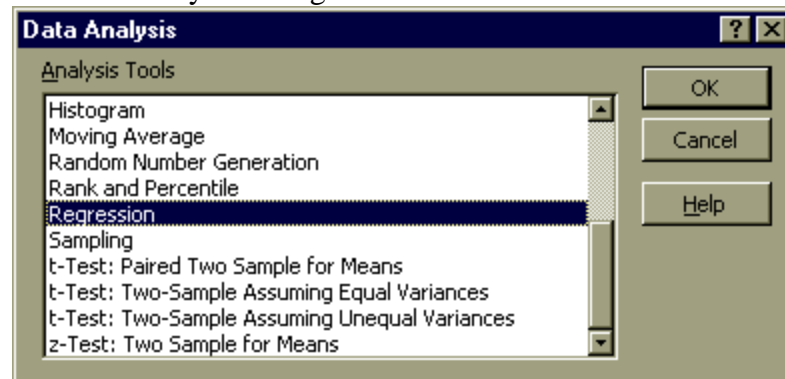 Data Analysis
Analysis Tools
Histogram
Moving Average
Random Number Generation
Rank and Percentile
Regression
Sampling
t-Test: Paired Two Sample for Means
t-Test: Two-Sample Assuming Equal Variances
t-Test: Two-Sample Assuming Unequal Variances
z-Test: Two Sample for Means
OK
Cancel
Help